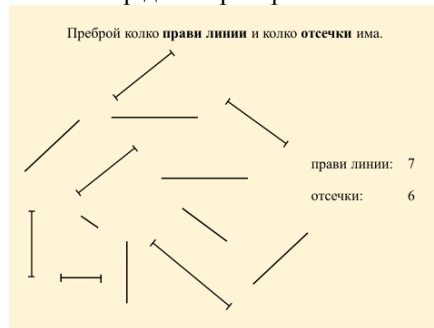 Преброй колко прави линии и колко отсечки има.
прави линии: 7
отсечки: 6